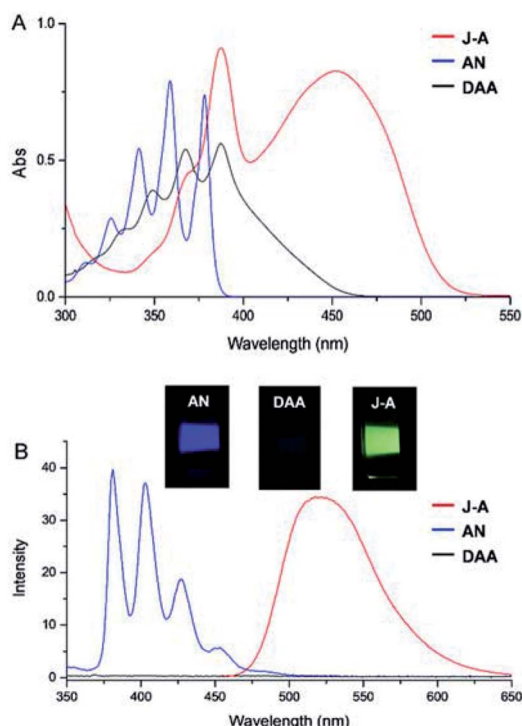 A
1.0
0.5
0.0
Abs
J-A
AN
DAA
300 350 400 450 500 550
Wavelength (nm)
B
AN DAA J-A
40
30
20
10
0
Intensity
J-A
AN
DAA
350 400 450 500 550 600 650
Wavelength (nm)